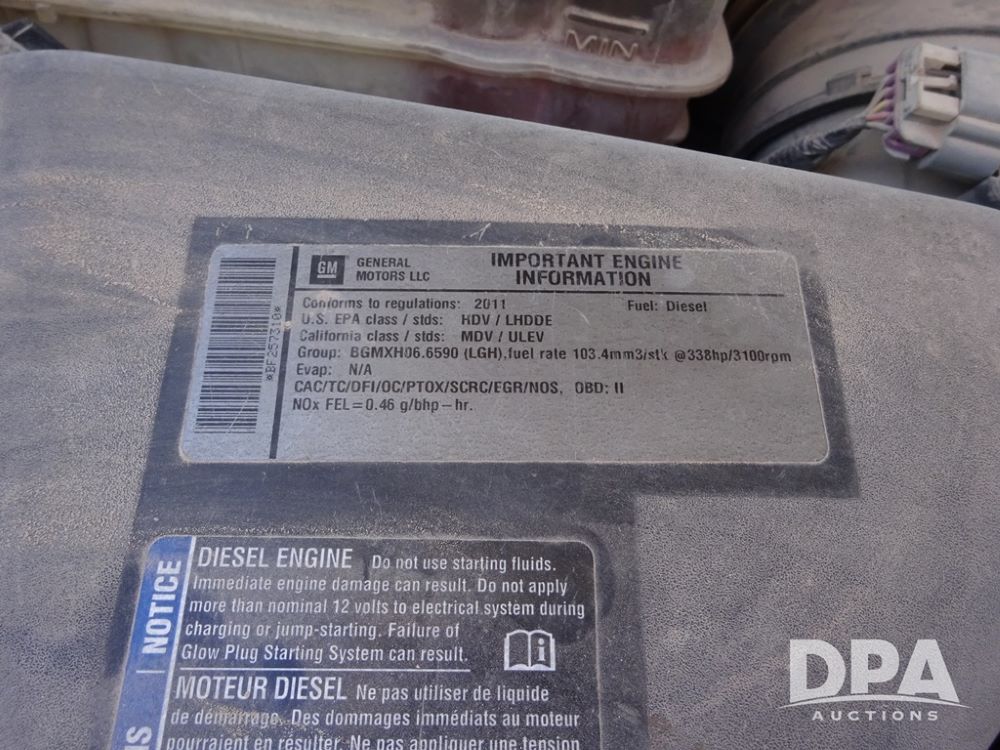 MIN
GM GENERAL MOTORS LLC
IMPORTANT ENGINE
INFORMATION
Conforms to regulations: 2011 Fuel: Diesel
U.S. EPA class / stds: HDV / LHDDE
California class / stds: MDV / ULEV
Group: BGMXH06.6590 (LGH),fuel rate 103.4mm3/stk @338hp/3100rpm
Evap: N/A
CAC/TC/DFI/OC/PTOX/SCRC/EGR/NOS, OBD: II
NOx FEL=0.46 g/bhp-hr.
*BF257310*
NOTICE
DIESEL ENGINE Do not use starting fluids.
Immediate engine damage can result. Do not apply
more than nominal 12 volts to electrical system during
charging or jump-starting. Failure of
Glow Plug Starting System can result.
MOTEUR DIESEL Ne pas utiliser de liquide
de démarrage. Des dommages immédiats au moteur
pourraient en résulter. Ne pas appliquer une tension
DPA
AUCTIONS